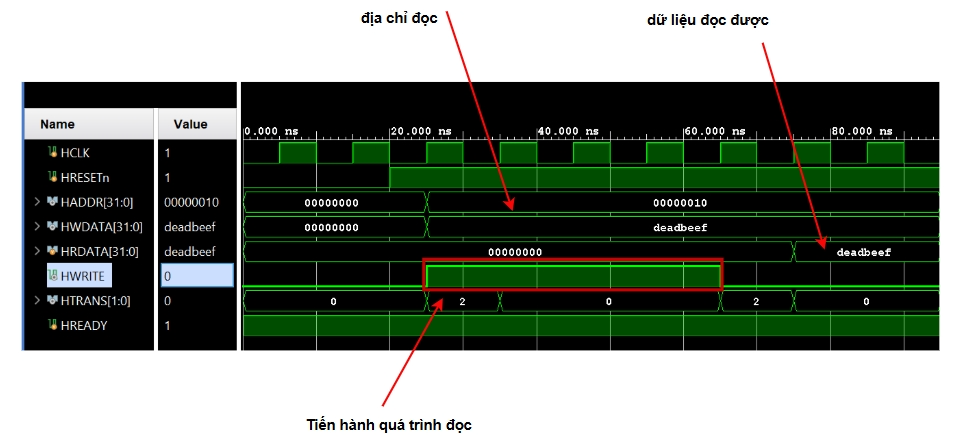 địa chỉ đọc
dữ liệu đọc được
Name Value
0.000 ns 20.000 ns 40.000 ns 60.000 ns 80.000 ns
HCLK 1
HRESETn 1
HADDR[31:0] 00000010 00000000 00000010
HWDATA[31:0] deadbeef 00000000 deadbeef
HRDATA[31:0] deadbeef 00000000 deadbeef
HWRITE 0
HTRANS[1:0] 0 0 2 0 2 0
HREADY 1
Tiến hành quá trình đọc